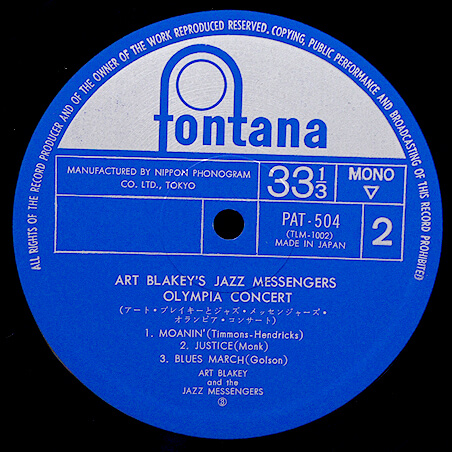 ALL RIGHTS OF THE RECORD PRODUCER AND OF THE OWNER OF THE WORK REPRODUCED RESERVED. COPYING, PUBLIC PERFORMANCE AND BROADCASTING OF THIS RECORD PROHIBITED
fontana
MANUFACTURED BY NIPPON PHONOGRAM
CO. LTD., TOKYO
33 1/3
MONO
▽
PAT-504
(TLM-1002)
MADE IN JAPAN
2
ART BLAKEY'S JAZZ MESSENGERS
OLYMPIA CONCERT
(アート・ブレイキーとジャズ・メッセンジャーズ・
オランピア・コンサート)
1. MOANIN'(Timmons-Hendricks)
2. JUSTICE(Monk)
3. BLUES MARCH(Golson)
ART BLAKEY
and the
JAZZ MESSENGERS
③